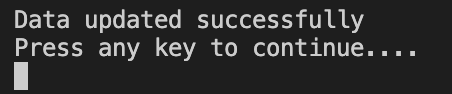 Data updated successfully
Press any key to continue....